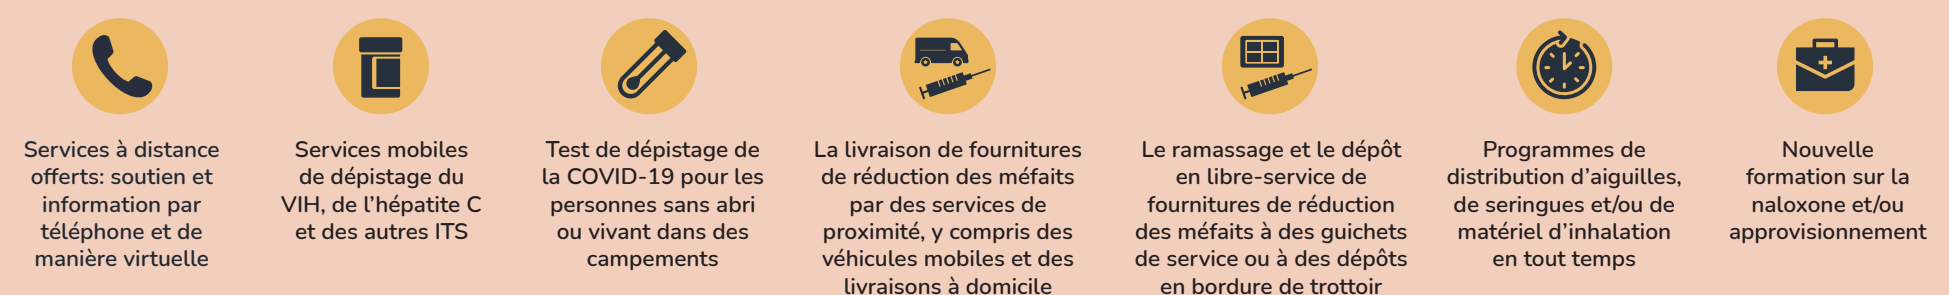 Services à distance
offerts: soutien et
information par
téléphone et de
manière virtuelle
Services mobiles
de dépistage du
VIH, de l’hépatite C
et des autres ITS
Test de dépistage de
la COVID-19 pour les
personnes sans abri
ou vivant dans des
campements
La livraison de fournitures
de réduction des méfaits
par des services de
proximité, y compris des
véhicules mobiles et des
livraisons à domicile
Le ramassage et le dépôt
en libre-service de
fournitures de réduction
des méfaits à des guichets
de service ou à des dépôts
en bordure de trottoir
Programmes de
distribution d’aiguilles,
de seringues et/ou de
matériel d’inhalation
en tout temps
Nouvelle
formation sur la
naloxone et/ou
approvisionnement